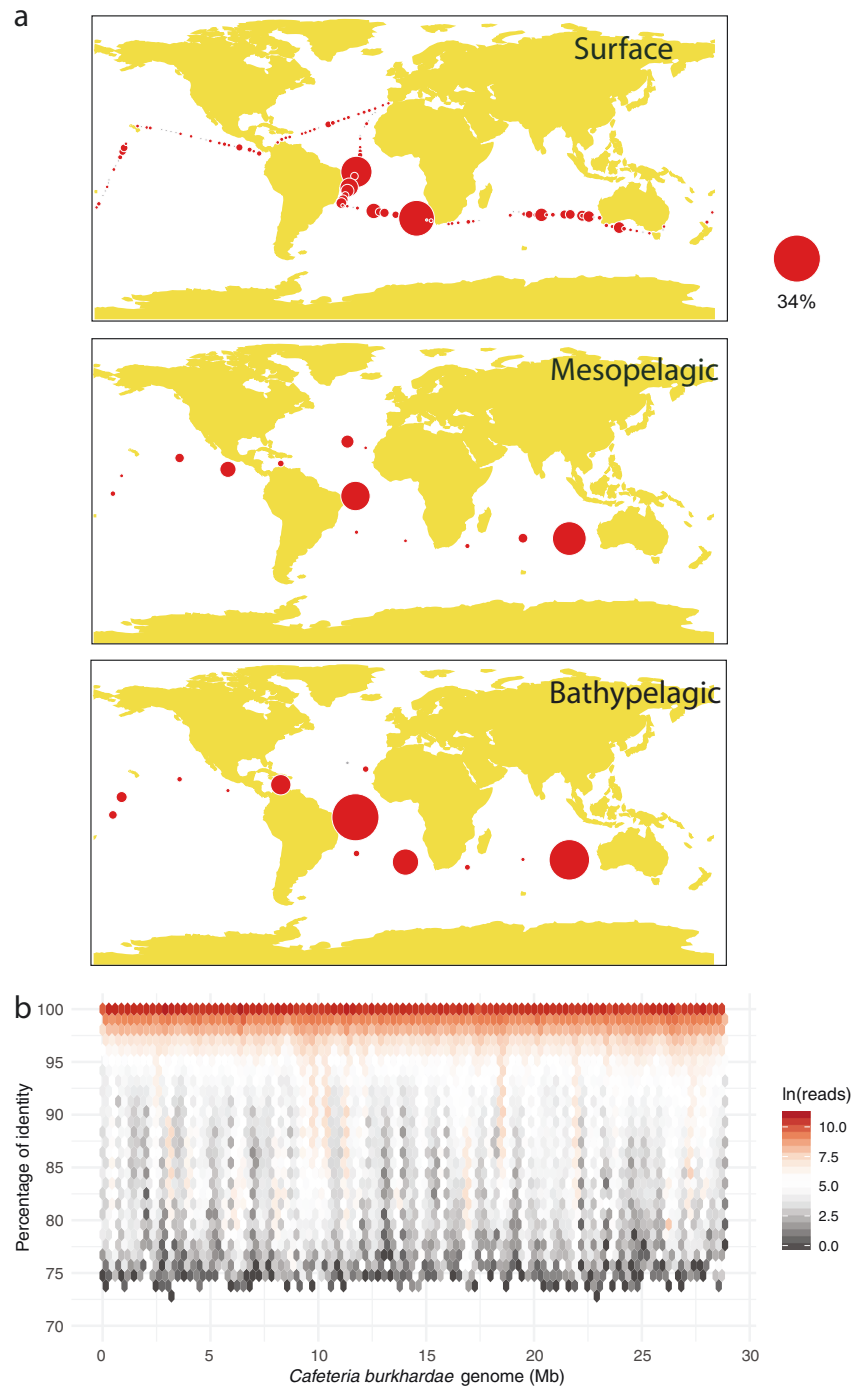 a
Surface
34%
Mesopelagic
Bathypelagic
b
100
95
90
85
80
75
70
Percentage of identity
0
5
10
15
20
25
30
Cafeteria burkhardae genome (Mb)
ln(reads)
10.0
7.5
5.0
2.5
0.0